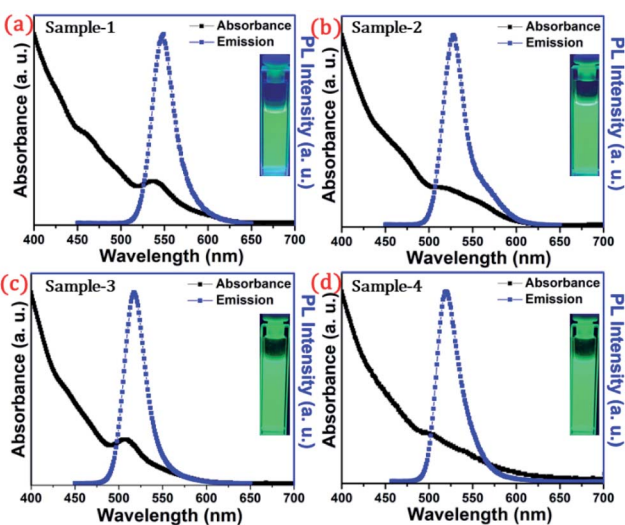 (a) Sample-1
Absorbance
Emission
Absorbance (a. u.)
PL Intensity (a. u.)
400 450 500 550 600 650 700
Wavelength (nm)
(b) Sample-2
Absorbance
Emission
Absorbance (a. u.)
PL Intensity (a. u.)
400 450 500 550 600 650 700
Wavelength (nm)
(c) Sample-3
Absorbance
Emission
Absorbance (a. u.)
PL Intensity (a. u.)
400 450 500 550 600 650 700
Wavelength (nm)
(d) Sample-4
Absorbance
Emission
Absorbance (a. u.)
PL Intensity (a. u.)
400 450 500 550 600 650 700
Wavelength (nm)